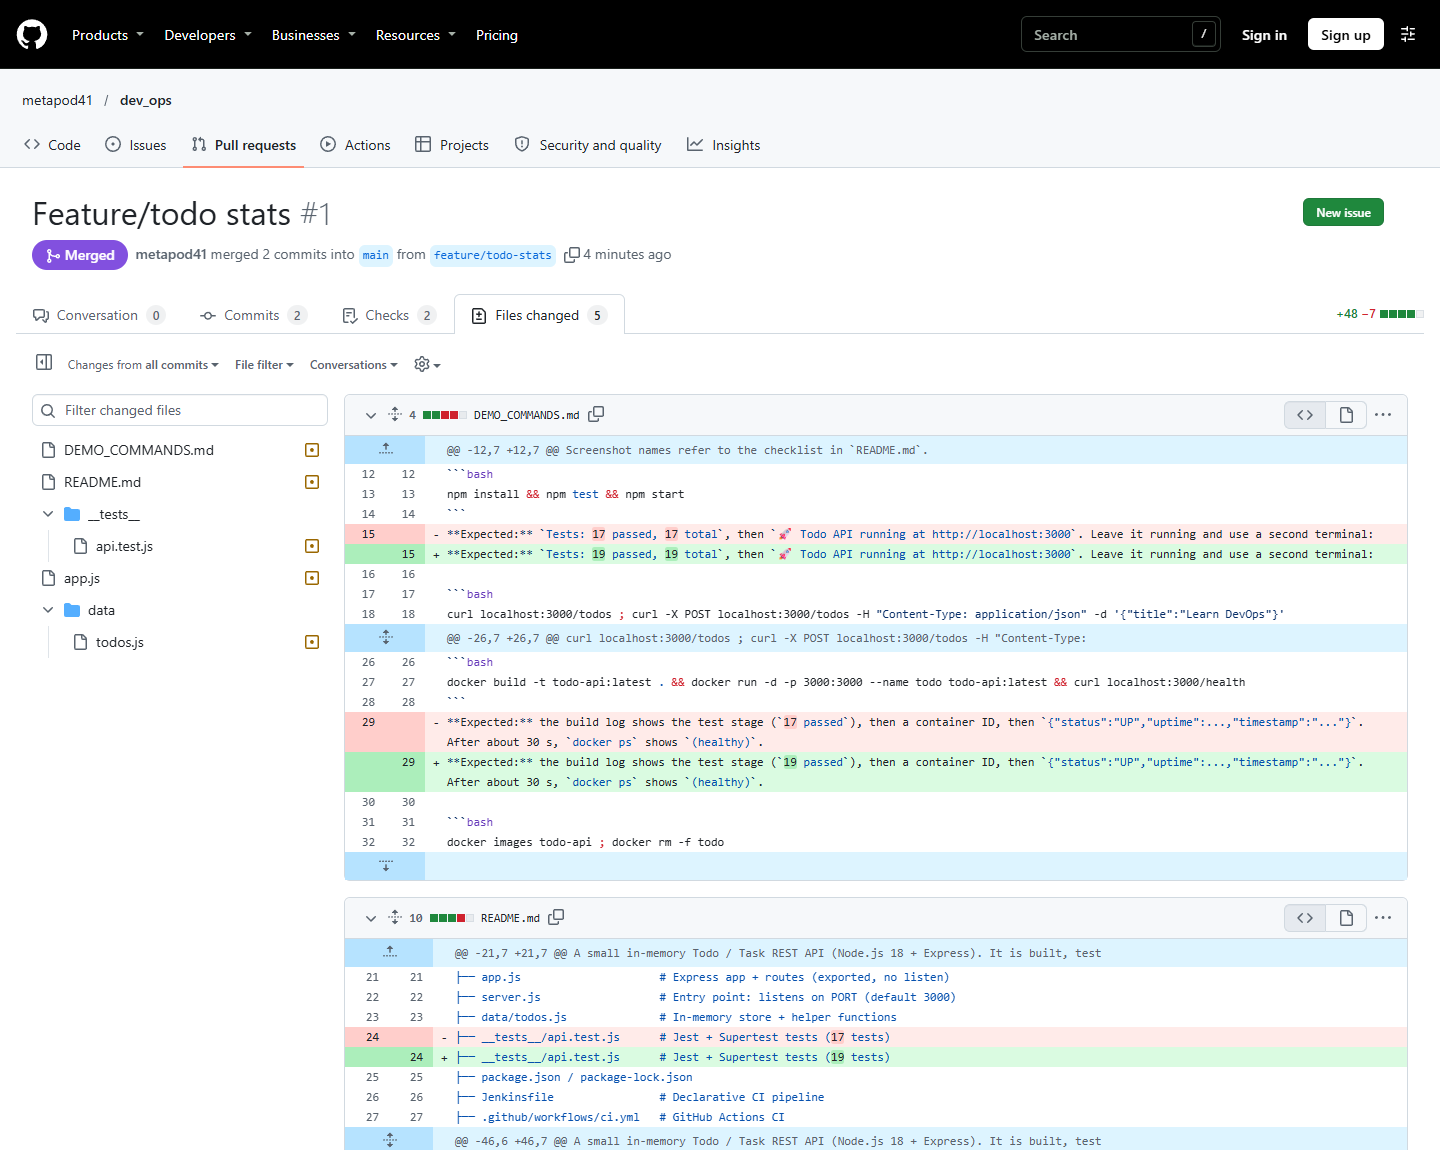 Products Developers Businesses Resources Pricing Search / Sign in Sign up
metapod41 / dev_ops
Code Issues Pull requests Actions Projects Security and quality Insights
Feature/todo stats #1 New issue
Merged metapod41 merged 2 commits into main from feature/todo-stats 4 minutes ago
Conversation 0 Commits 2 Checks 2 Files changed 5 +48 −7
Changes from all commits File filter Conversations
Filter changed files
DEMO_COMMANDS.md
README.md
__tests__
api.test.js
app.js
data
todos.js
4 DEMO_COMMANDS.md
@@ -12,7 +12,7 @@ Screenshot names refer to the checklist in `README.md`.
12 12 ```bash
13 13 npm install && npm test && npm start
14 14 ```
15 - **Expected:** `Tests: 17 passed, 17 total`, then `🚀 Todo API running at http://localhost:3000`. Leave it running and use a second terminal:
15 + **Expected:** `Tests: 19 passed, 19 total`, then `🚀 Todo API running at http://localhost:3000`. Leave it running and use a second terminal:
16 16
17 17 ```bash
18 18 curl localhost:3000/todos ; curl -X POST localhost:3000/todos -H "Content-Type: application/json" -d '{"title":"Learn DevOps"}'
@@ -26,7 +26,7 @@ curl localhost:3000/todos ; curl -X POST localhost:3000/todos -H "Content-Type:
26 26 ```bash
27 27 docker build -t todo-api:latest . && docker run -d -p 3000:3000 --name todo todo-api:latest && curl localhost:3000/health
28 28 ```
29 - **Expected:** the build log shows the test stage (`17 passed`), then a container ID, then `{"status":"UP","uptime":...,"timestamp":"..."}`.
After about 30 s, `docker ps` shows `(healthy)`.
29 + **Expected:** the build log shows the test stage (`19 passed`), then a container ID, then `{"status":"UP","uptime":...,"timestamp":"..."}`.
After about 30 s, `docker ps` shows `(healthy)`.
30 30
31 31 ```bash
32 32 docker images todo-api ; docker rm -f todo
10 README.md
@@ -21,7 +21,7 @@ A small in-memory Todo / Task REST API (Node.js 18 + Express). It is built, test
21 21 ├── app.js # Express app + routes (exported, no listen)
22 22 ├── server.js # Entry point: listens on PORT (default 3000)
23 23 ├── data/todos.js # In-memory store + helper functions
24 - ├── __tests__/api.test.js # Jest + Supertest tests (17 tests)
24 + ├── __tests__/api.test.js # Jest + Supertest tests (19 tests)
25 25 ├── package.json / package-lock.json
26 26 ├── Jenkinsfile # Declarative CI pipeline
27 27 ├── .github/workflows/ci.yml # GitHub Actions CI
@@ -46,6 +46,7 @@ A small in-memory Todo / Task REST API (Node.js 18 + Express). It is built, test